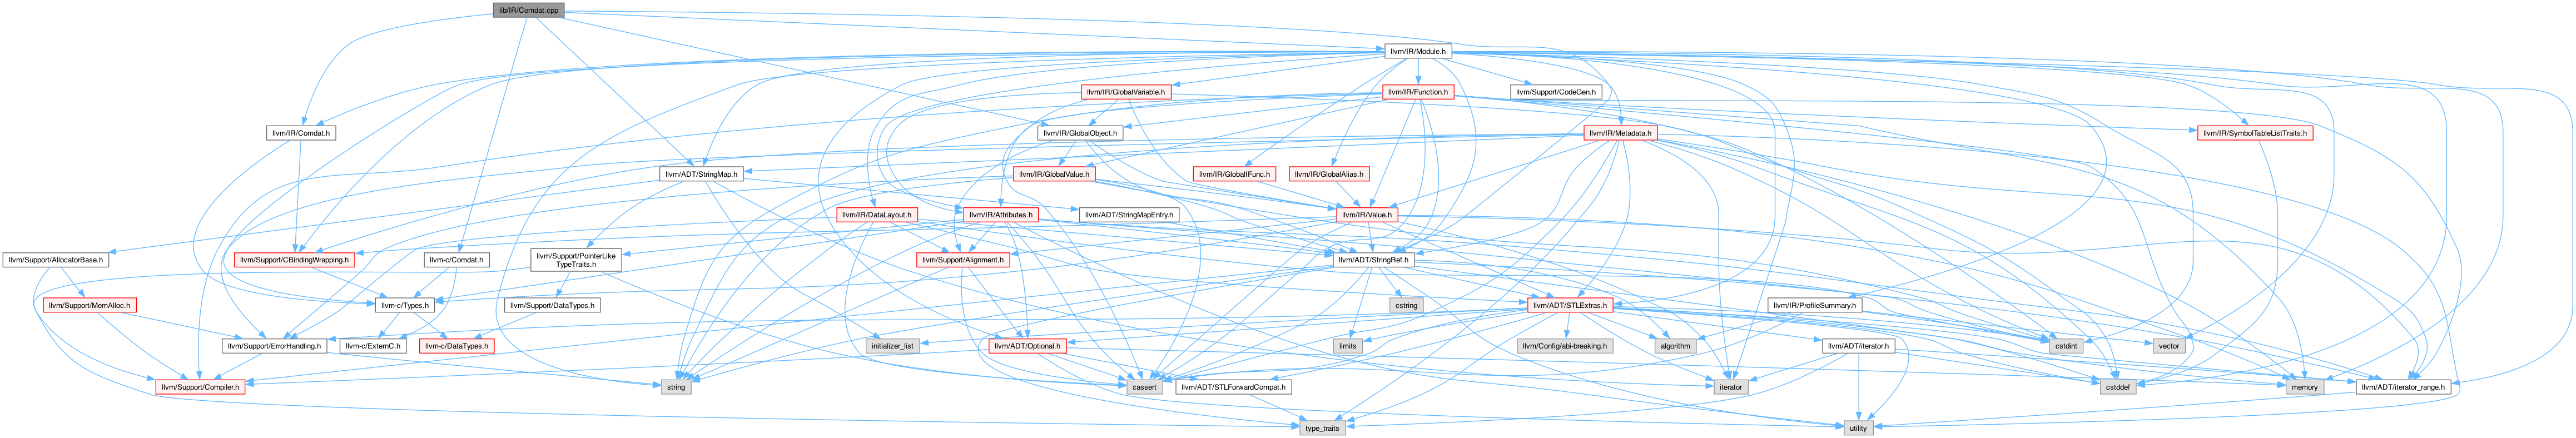 lib/IR/Comdat.cpp
llvm/IR/Module.h
llvm/IR/GlobalVariable.h
llvm/IR/Function.h
llvm/Support/CodeGen.h
llvm/IR/Comdat.h
llvm/IR/GlobalObject.h
llvm/IR/Metadata.h
llvm/IR/SymbolTableListTraits.h
llvm/ADT/StringMap.h
llvm/IR/GlobalValue.h
llvm/IR/GlobalIFunc.h
llvm/IR/GlobalAlias.h
llvm/IR/DataLayout.h
llvm/IR/Attributes.h
llvm/ADT/StringMapEntry.h
llvm/IR/Value.h
llvm/Support/AllocatorBase.h
llvm/Support/CBindingWrapping.h
llvm-c/Comdat.h
llvm/Support/PointerLike
TypeTraits.h
llvm/Support/Alignment.h
llvm/ADT/StringRef.h
llvm/Support/MemAlloc.h
llvm-c/Types.h
llvm/Support/DataTypes.h
cstring
llvm/ADT/STLExtras.h
llvm/IR/ProfileSummary.h
llvm/Support/ErrorHandling.h
llvm-c/ExternC.h
llvm-c/DataTypes.h
initializer_list
llvm/ADT/Optional.h
limits
llvm/Config/abi-breaking.h
algorithm
llvm/ADT/iterator.h
cstdint
vector
llvm/Support/Compiler.h
string
cassert
llvm/ADT/STLForwardCompat.h
iterator
cstddef
memory
llvm/ADT/iterator_range.h
type_traits
utility